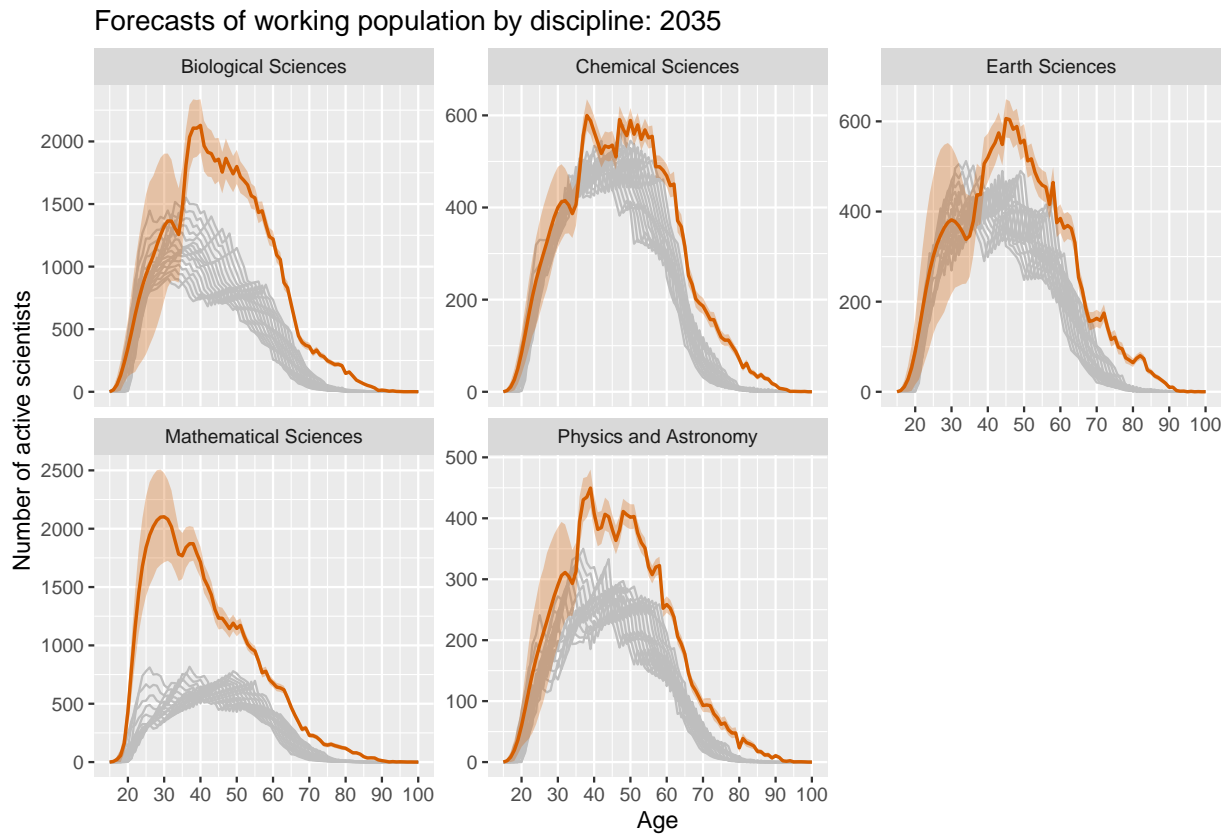 Forecasts of working population by discipline: 2035
Biological Sciences
Chemical Sciences
Earth Sciences
2000
1500
1000
500
0
600
400
200
0
600
400
200
0
20 30 40 50 60 70 80 90 100
Mathematical Sciences
Physics and Astronomy
2500
2000
1500
1000
500
0
500
400
300
200
100
0
20 30 40 50 60 70 80 90 100
20 30 40 50 60 70 80 90 100
Number of active scientists
Age